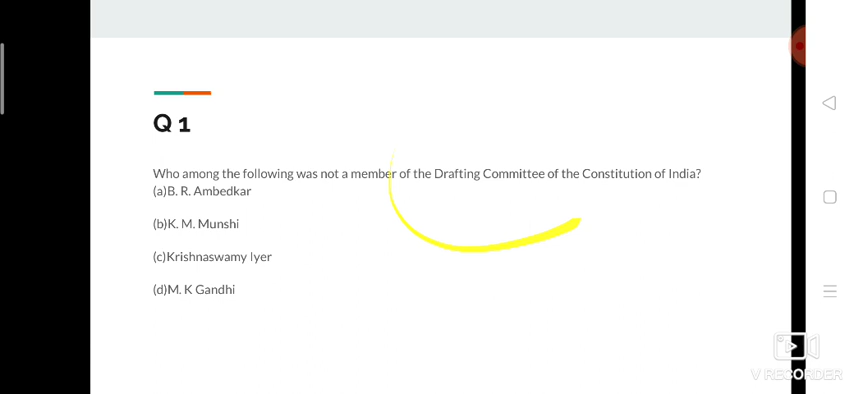 Q 1
Who among the following was not a member of the Drafting Committee of the Constitution of India?
(a)B. R. Ambedkar
(b)K. M. Munshi
(c)Krishnaswamy Iyer
(d)M. K Gandhi
V RECORDER